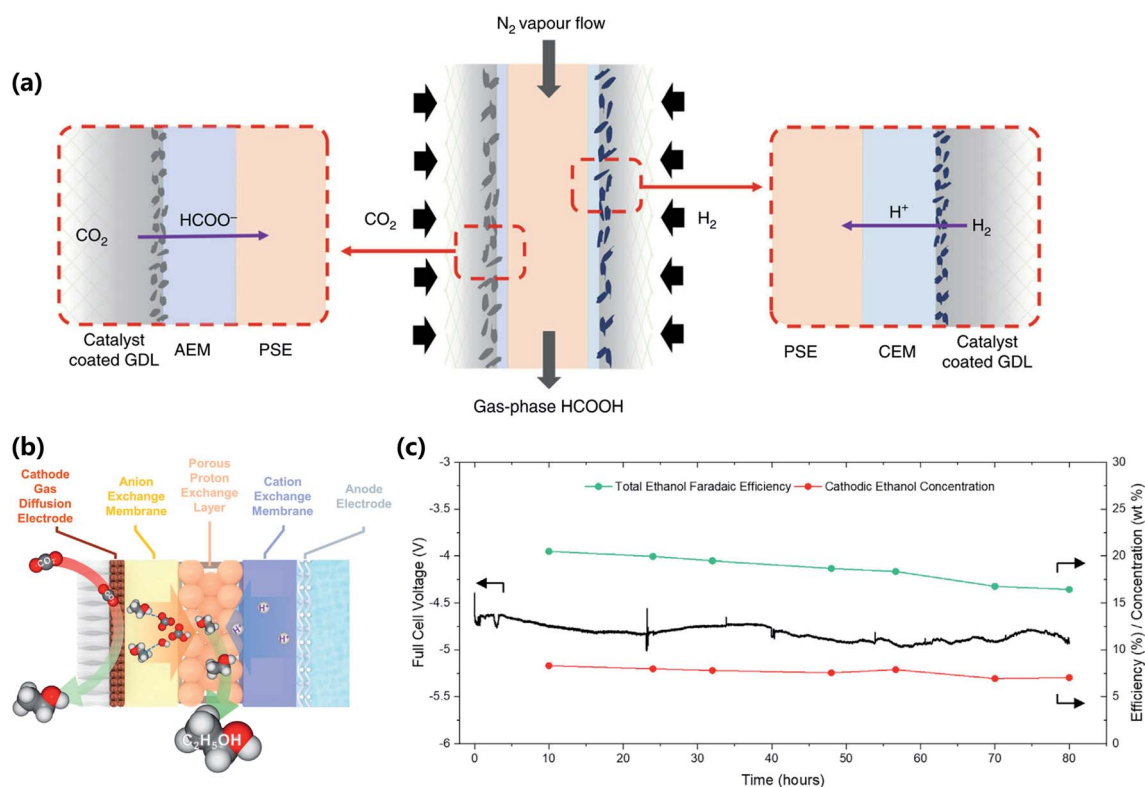 (a)
N₂ vapour flow
CO₂
HCOO⁻
Catalyst
coated GDL
AEM
PSE
CO₂
H₂
Gas-phase HCOOH
H⁺
H₂
PSE
CEM
Catalyst
coated GDL
(b)
Cathode
Gas
Diffusion
Electrode
Anion
Exchange
Membrane
Porous
Proton
Exchange
Layer
Cation
Exchange
Membrane
Anode
Electrode
CO₂
H⁺
H⁺
H⁺
C₂H₅OH
(c)
Total Ethanol Faradaic Efficiency
Cathodic Ethanol Concentration
Full Cell Voltage (V)
-3
-4
-4.5
-5
-5.5
-6
Efficiency (%) / Concentration (wt %)
30
25
20
15
10
5
0
0
10
20
30
40
50
60
70
80
Time (hours)